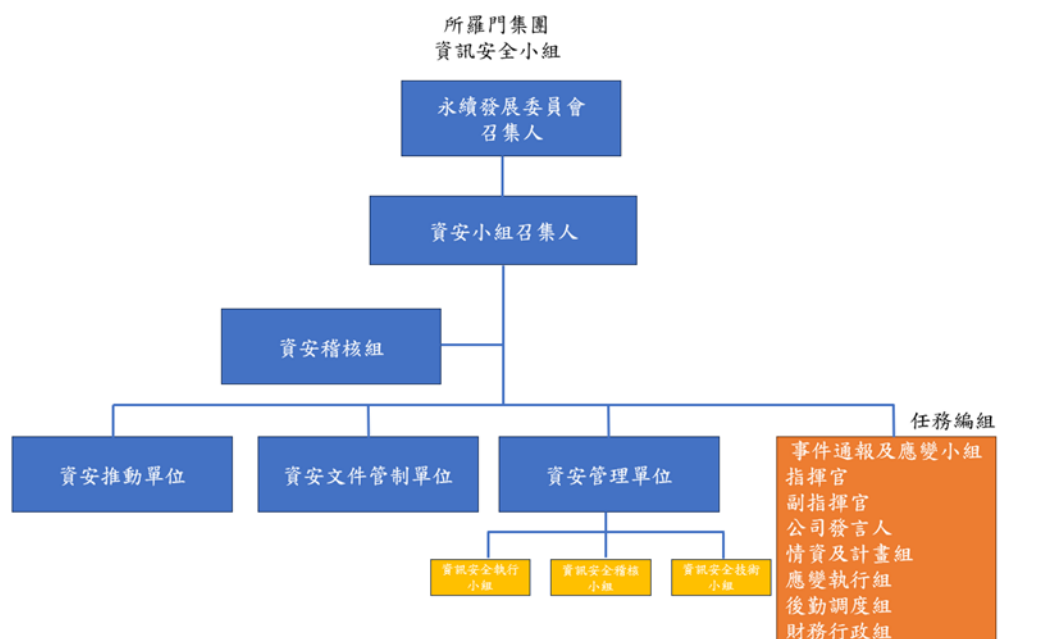 所羅門集團
資訊安全小組
永續發展委員會
召集人
資安小組召集人
資安稽核組
資安推動單位
資安文件管制單位
資安管理單位
資訊安全執行
小組
資訊安全稽核
小組
資訊安全技術
小組
任務編組
事件通報及應變小組
指揮官
副指揮官
公司發言人
情資及計畫組
應變執行組
後勤調度組
財務行政組